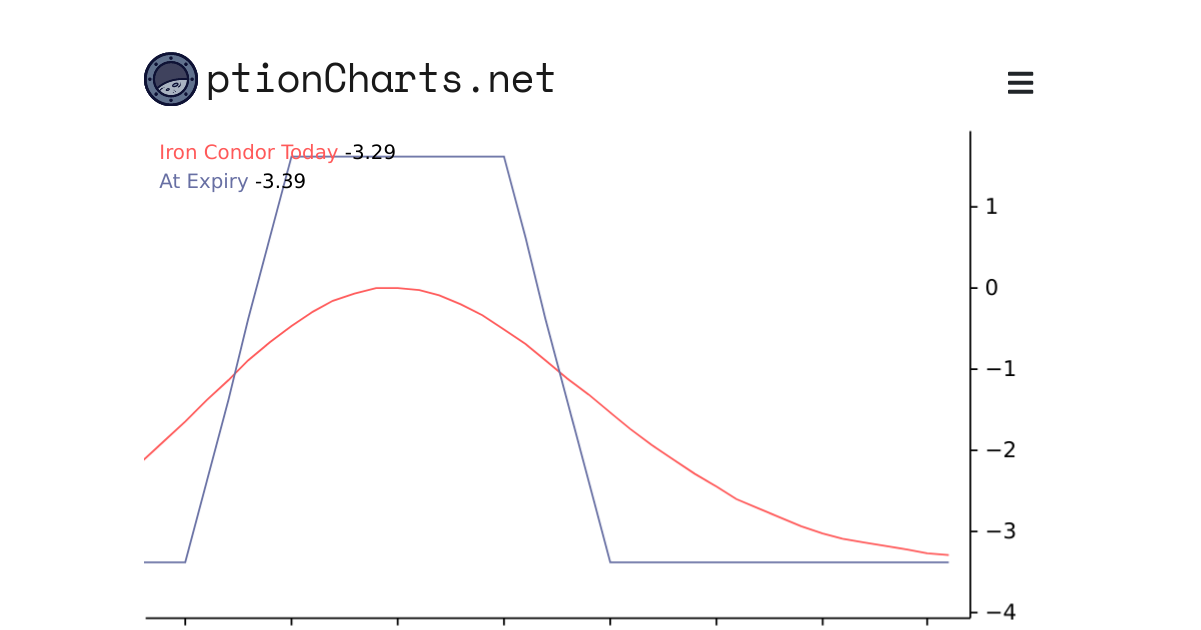 ptionCharts.net
Iron Condor Today -3.29
At Expiry -3.39
1
0
−1
−2
−3
−4